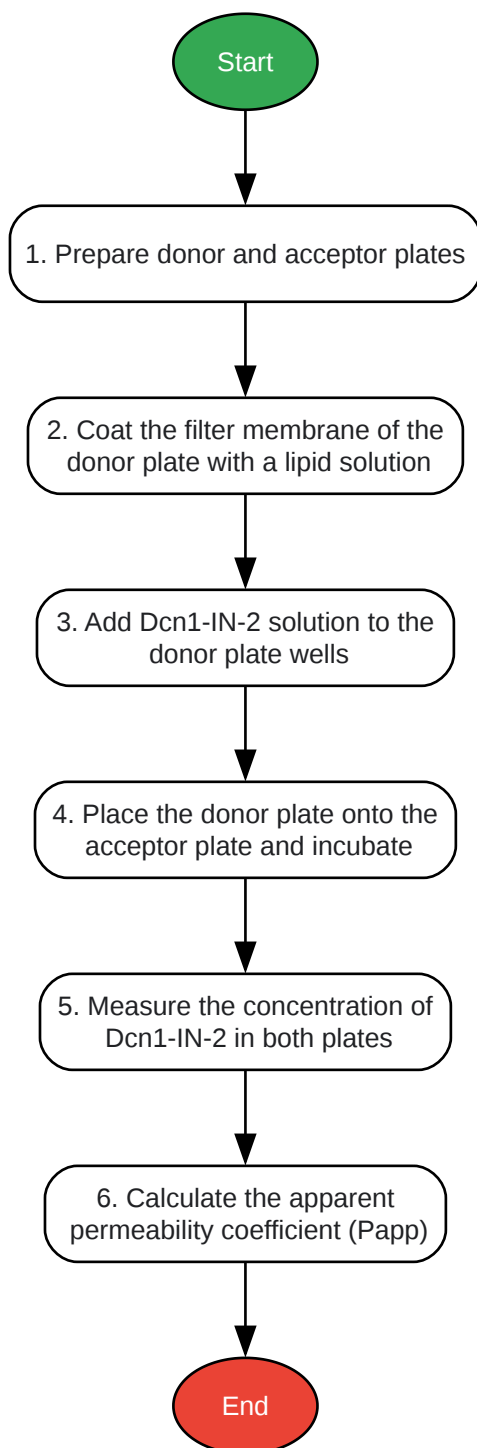 Start
1. Prepare donor and acceptor plates
2. Coat the filter membrane of the
donor plate with a lipid solution
3. Add Dcn1-IN-2 solution to the
donor plate wells
4. Place the donor plate onto the
acceptor plate and incubate
5. Measure the concentration of
Dcn1-IN-2 in both plates
6. Calculate the apparent
permeability coefficient (Papp)
End